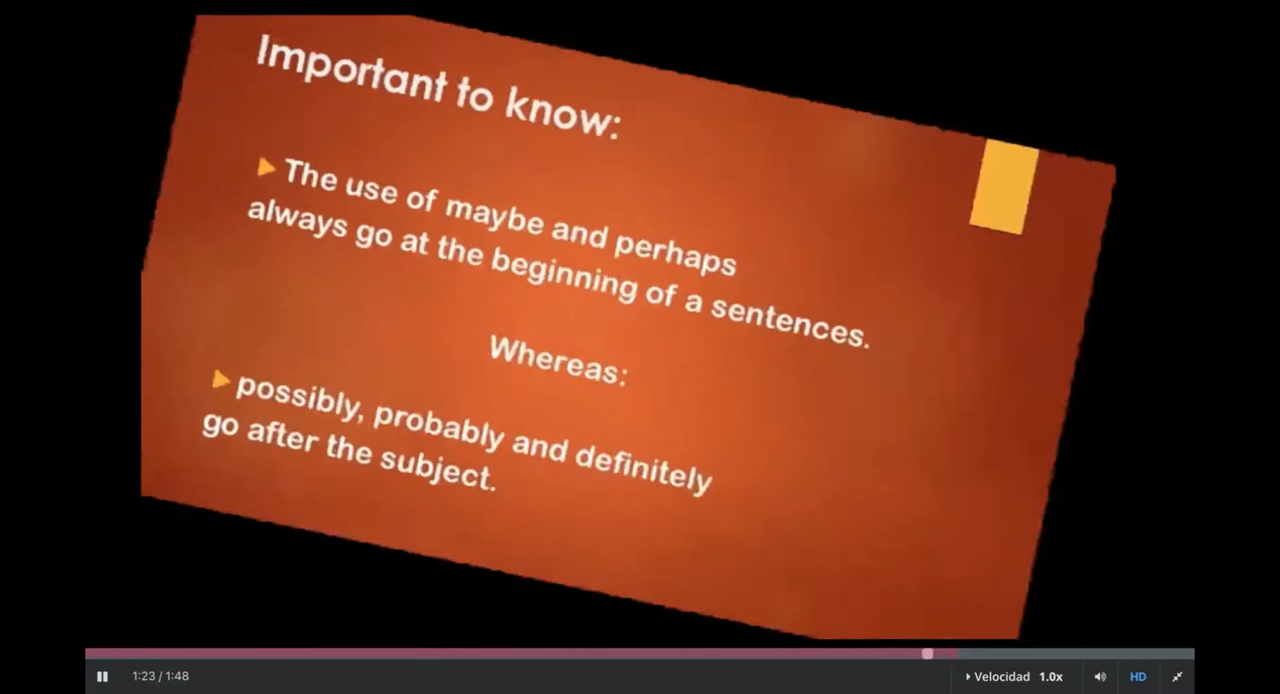 Important to know:
The use of maybe and perhaps
always go at the beginning of a sentences.
Whereas:
possibly, probably and definitely
go after the subject.
1:23 / 1:48
Velocidad 1.0x
HD